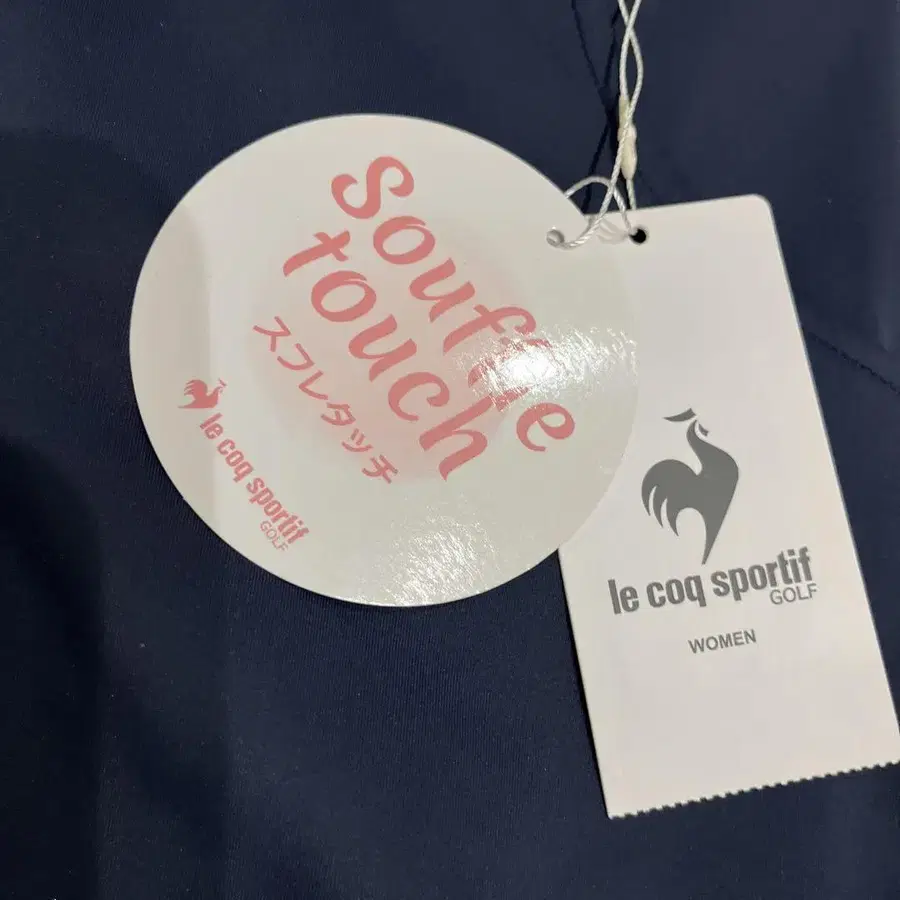 Souffle
touch
スフレタッチ
le coq sportif
GOLF
le coq sportif
GOLF
WOMEN